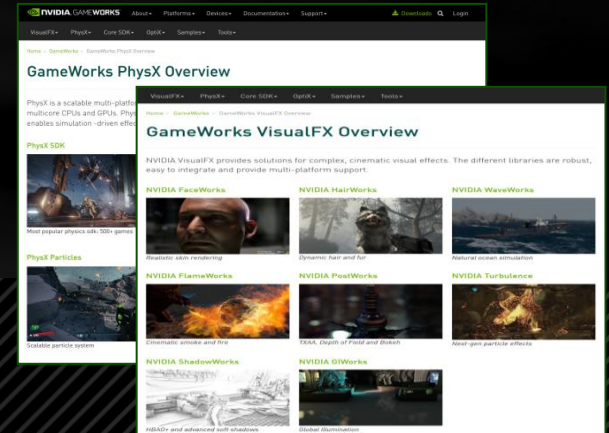 NVIDIA. GAMEWORKS About Platforms Devices Documentation Support Downloads Login
VisualFX PhysX Core SDK OptiX Samples Tools
Home > GameWorks > GameWorks PhysX Overview
GameWorks PhysX Overview
PhysX is a scalable multi-platfo
multicore CPUs and GPUs. Phys
enables simulation -driven effec
PhysX SDK
Most popular physics sdk: 500+ games
PhysX Particles
Scalable particle system
VisualFX PhysX Core SDK OptiX Samples Tools
Home > GameWorks > GameWorks VisualFX Overview
GameWorks VisualFX Overview
NVIDIA VisualFX provides solutions for complex, cinematic visual effects. The different libraries are robust,
easy to integrate and provide multi-platform support.
NVIDIA FaceWorks NVIDIA HairWorks NVIDIA WaveWorks
Realistic skin rendering Dynamic hair and fur Natural ocean simulation
NVIDIA FlameWorks NVIDIA PostWorks NVIDIA Turbulence
Cinematic smoke and fire TXAA, Depth of Field and Bokeh Next-gen particle effects
NVIDIA ShadowWorks NVIDIA GIWorks
HBAO+ and advanced soft shadows Global Illumination